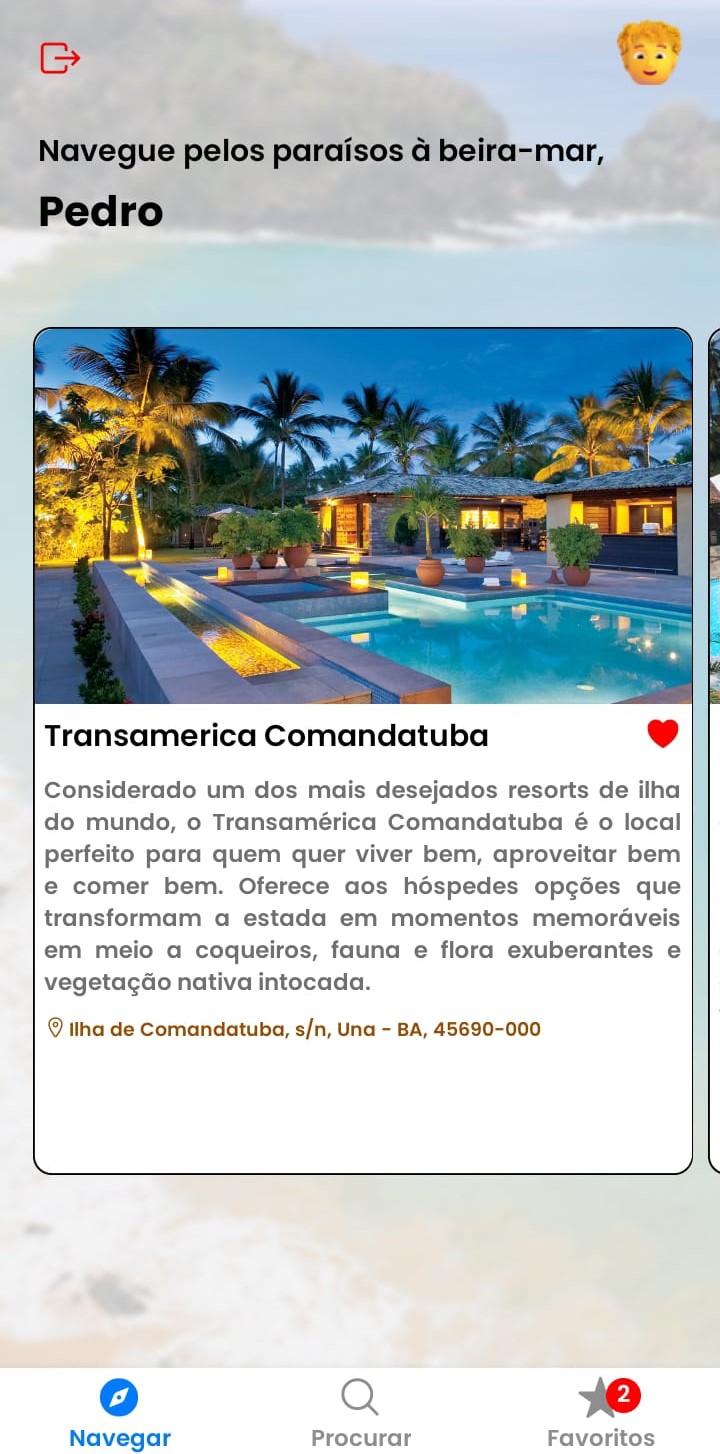 Navegue pelos paraísos à beira-mar,
Pedro
Transamerica Comandatuba
Considerado um dos mais desejados resorts de ilha
do mundo, o Transamérica Comandatuba é o local
perfeito para quem quer viver bem, aproveitar bem
e comer bem. Oferece aos hóspedes opções que
transformam a estada em momentos memoráveis
em meio a coqueiros, fauna e flora exuberantes e
vegetação nativa intocada.
Ilha de Comandatuba, s/n, Una - BA, 45690-000
2
Navegar
Procurar
Favoritos